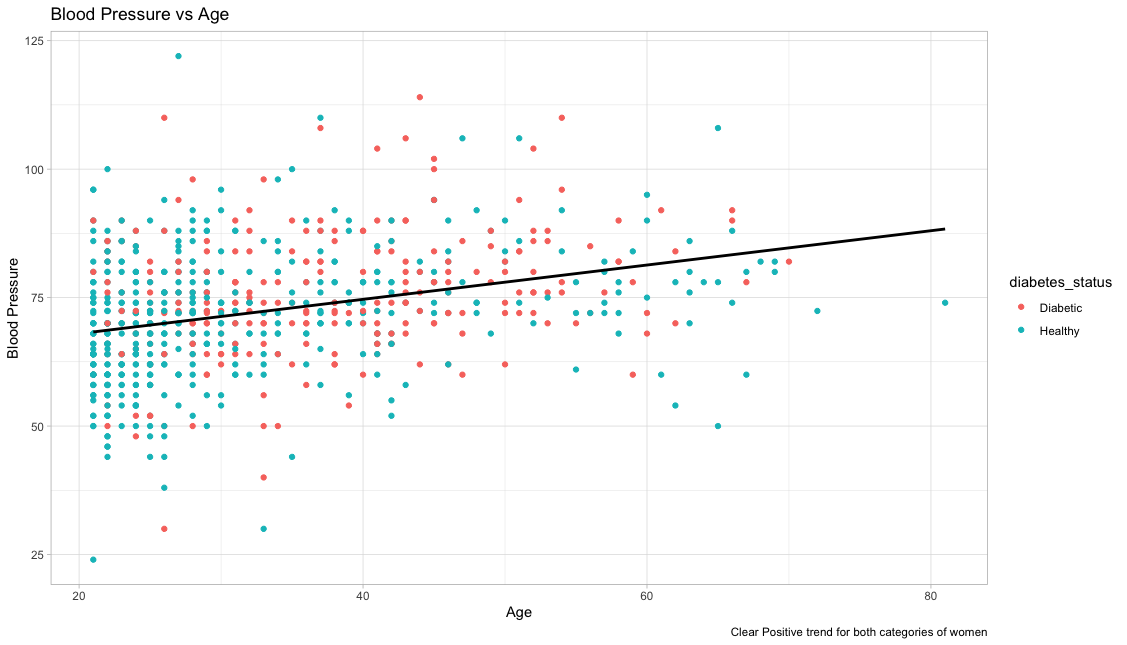 Blood Pressure vs Age
125
100
75
50
25
Blood Pressure
20 40 60 80
Age
diabetes_status
Diabetic
Healthy
Clear Positive trend for both categories of women